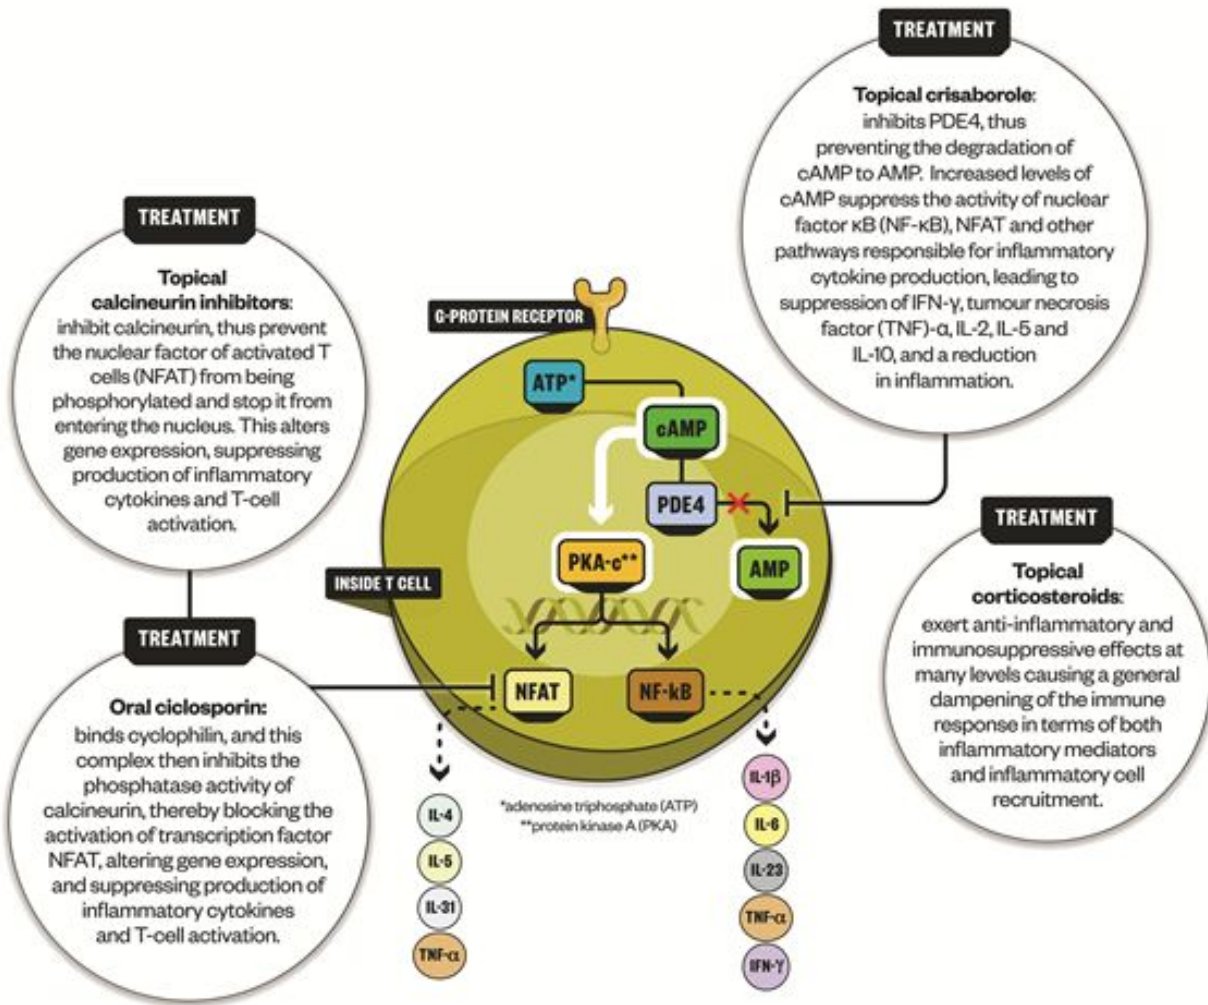 TREATMENT
Topical crisaborole:
inhibits PDE4, thus
preventing the degradation of
cAMP to AMP. Increased levels of
cAMP suppress the activity of nuclear
factor κB (NF-κB), NFAT and other
pathways responsible for inflammatory
cytokine production, leading to
suppression of IFN-γ, tumour necrosis
factor (TNF)-α, IL-2, IL-5 and
IL-10, and a reduction
in inflammation.
TREATMENT
Topical
calcineurin inhibitors:
inhibit calcineurin, thus prevent
the nuclear factor of activated T
cells (NFAT) from being
phosphorylated and stop it from
entering the nucleus. This alters
gene expression, suppressing
production of inflammatory
cytokines and T-cell
activation.
G-PROTEIN RECEPTOR
ATP*
cAMP
PDE4
PKA-c**
AMP
INSIDE T CELL
NFAT
NF-kB
TREATMENT
Topical
corticosteroids:
exert anti-inflammatory and
immunosuppressive effects at
many levels causing a general
dampening of the immune
response in terms of both
inflammatory mediators
and inflammatory cell
recruitment.
TREATMENT
Oral ciclosporin:
binds cyclophilin, and this
complex then inhibits the
phosphatase activity of
calcineurin, thereby blocking the
activation of transcription factor
NFAT, altering gene expression,
and suppressing production of
inflammatory cytokines
and T-cell activation.
IL-4
IL-5
IL-31
TNF-α
*adenosine triphosphate (ATP)
**protein kinase A (PKA)
IL-1β
IL-6
IL-23
TNF-α
IFN-γ